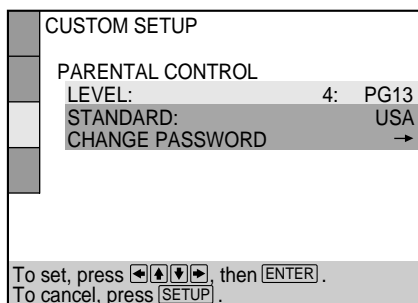 CUSTOM SETUP
PARENTAL CONTROL
LEVEL: 4: PG13
STANDARD: USA
CHANGE PASSWORD →
To set, press ←↑↓→, then ENTER.
To cancel, press SETUP.